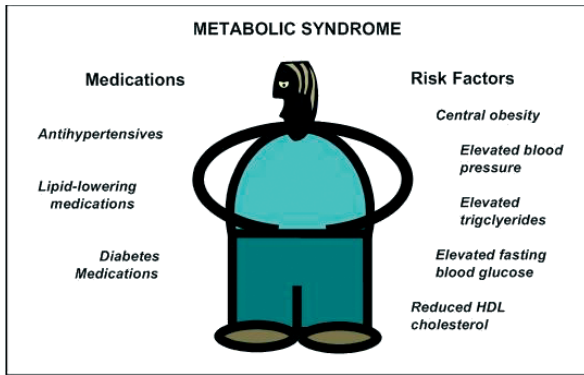 METABOLIC SYNDROME
Medications
Antihypertensives
Lipid-lowering
medications
Diabetes
Medications
Risk Factors
Central obesity
Elevated blood
pressure
Elevated
trigclyerides
Elevated fasting
blood glucose
Reduced HDL
cholesterol